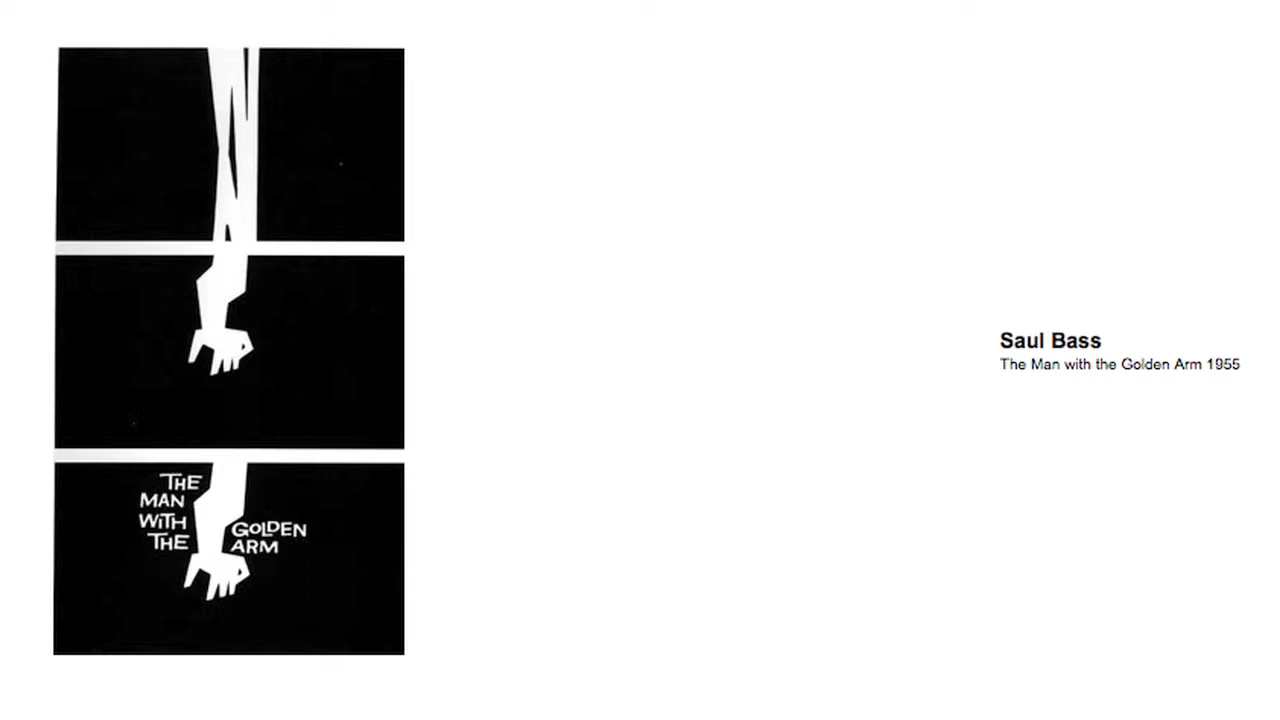 THE
MAN
WiTH
THE
GOLDEN
ARM
Saul Bass
The Man with the Golden Arm 1955